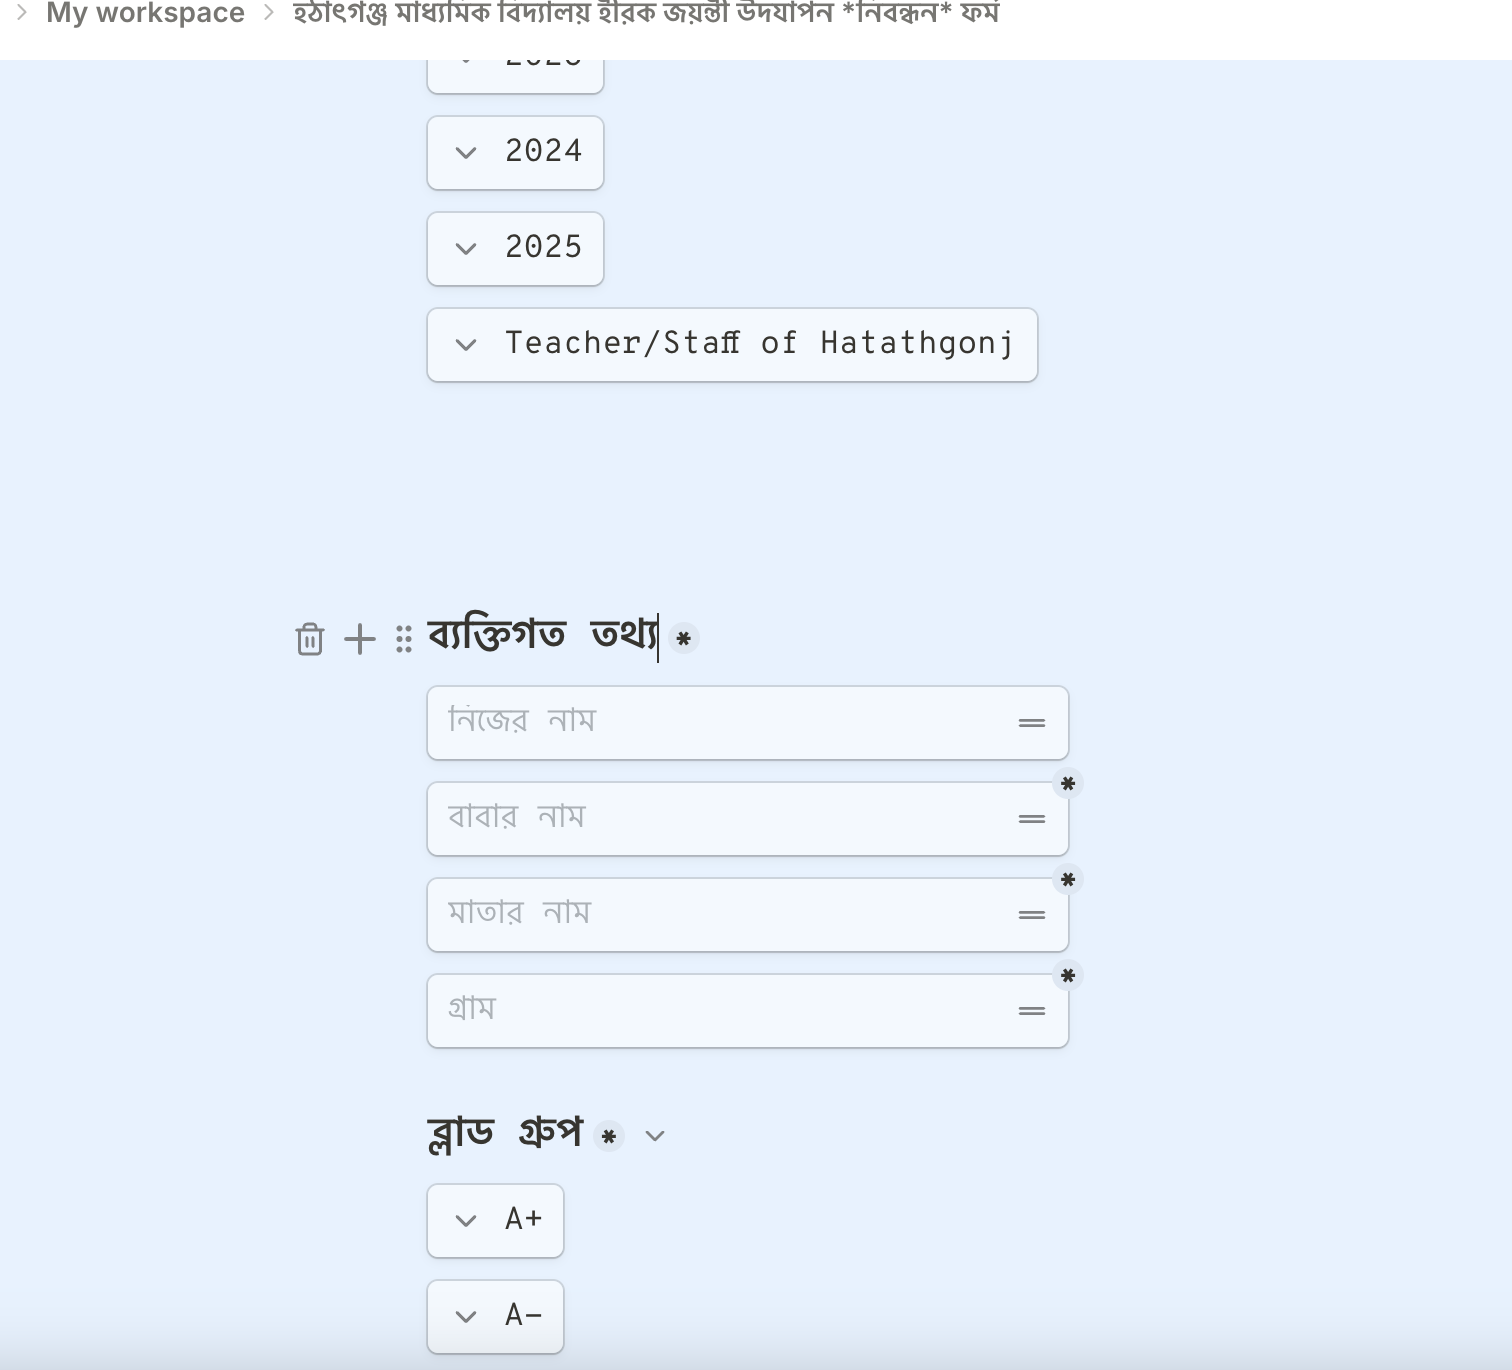 My workspace > হঠাৎগঞ্জ মাধ্যমিক বিদ্যালয় হীরক জয়ন্তী উদযাপন *নিবন্ধন* ফর্ম
2024
2025
Teacher/Staff of Hatathgonj
ব্যক্তিগত তথ্য *
নিজের নাম
*
বাবার নাম
*
মাতার নাম
*
গ্রাম
ব্লাড গ্রুপ *
A+
A-